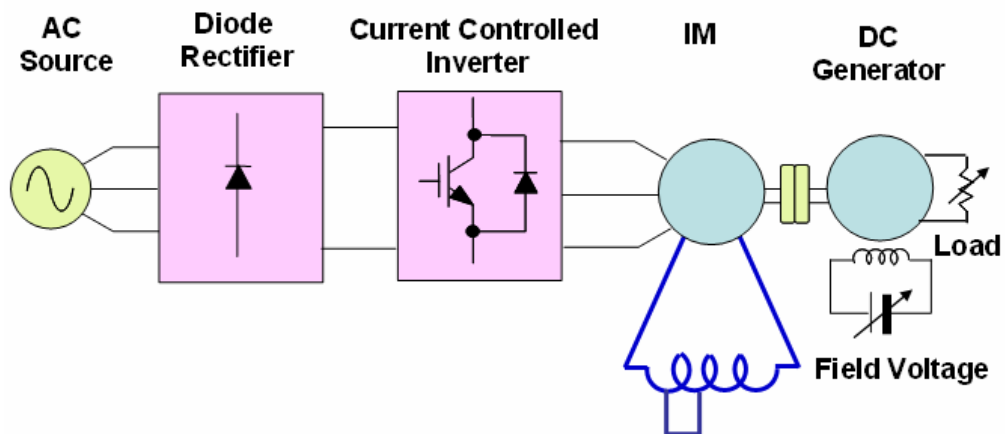 AC
Source
Diode
Rectifier
Current Controlled
Inverter
IM
DC
Generator
Load
Field Voltage